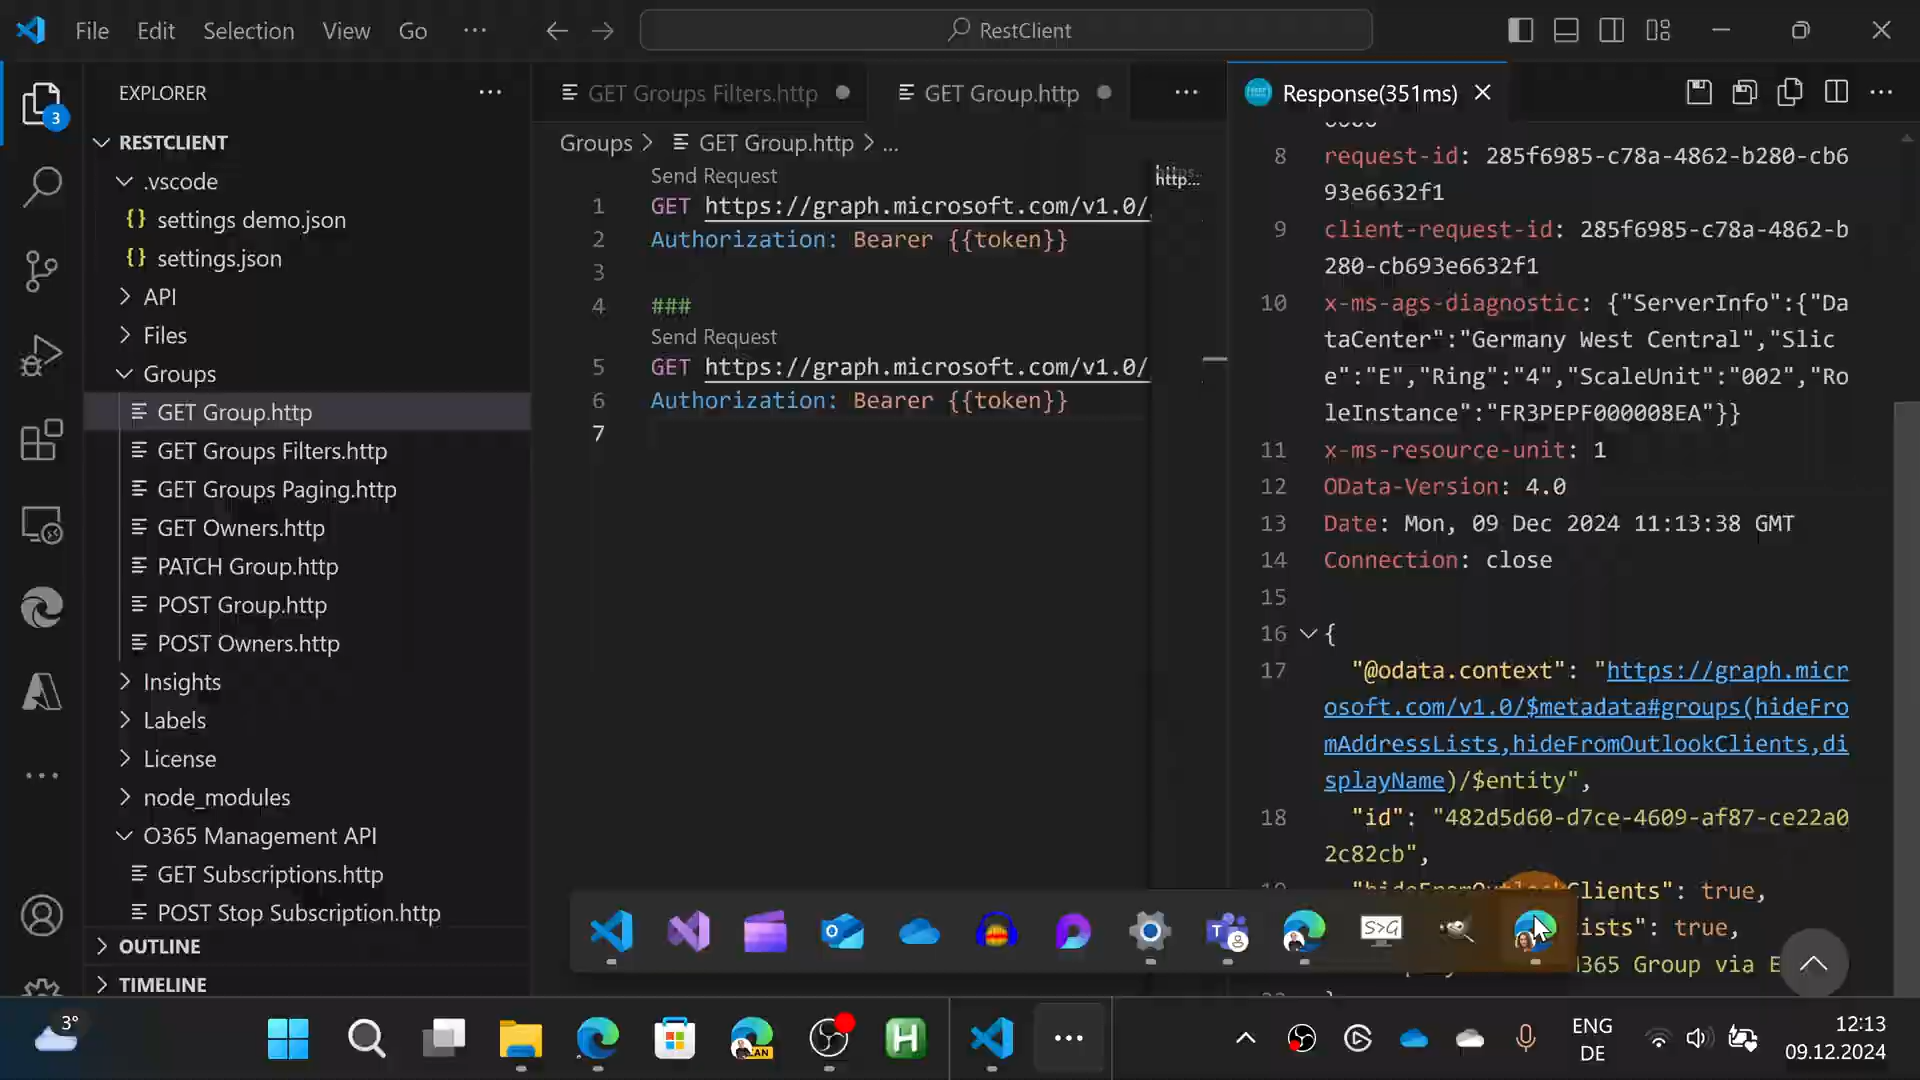 File Edit Selection View Go ··· RestClient
EXPLORER
RESTCLIENT
.vscode
{} settings demo.json
{} settings.json
API
Files
Groups
GET Group.http
GET Groups Filters.http
GET Groups Paging.http
GET Owners.http
PATCH Group.http
POST Group.http
POST Owners.http
Insights
Labels
License
node_modules
O365 Management API
GET Subscriptions.http
POST Stop Subscription.http
OUTLINE
TIMELINE
3
GET Groups Filters.http
GET Group.http
Groups > GET Group.http > ...
Send Request
1 GET https://graph.microsoft.com/v1.0/
2 Authorization: Bearer {{token}}
3
4 ###
Send Request
5 GET https://graph.microsoft.com/v1.0/
6 Authorization: Bearer {{token}}
7
http...
Response(351ms)
8 request-id: 285f6985-c78a-4862-b280-cb6
93e6632f1
9 client-request-id: 285f6985-c78a-4862-b
280-cb693e6632f1
10 x-ms-ags-diagnostic: {"ServerInfo":{"Da
taCenter":"Germany West Central","Slic
e":"E","Ring":"4","ScaleUnit":"002","Ro
leInstance":"FR3PEPF000008EA"}}
11 x-ms-resource-unit: 1
12 OData-Version: 4.0
13 Date: Mon, 09 Dec 2024 11:13:38 GMT
14 Connection: close
15
16 {
17 "@odata.context": "https://graph.micr
osoft.com/v1.0/$metadata#groups(hideFro
mAddressLists,hideFromOutlookClients,di
splayName)/$entity",
18 "id": "482d5d60-d7ce-4609-af87-ce22a0
2c82cb",
"hideFromOutlookClients": true,
ists": true,
365 Group via E
S>G
3°
ENG
DE
12:13
09.12.2024